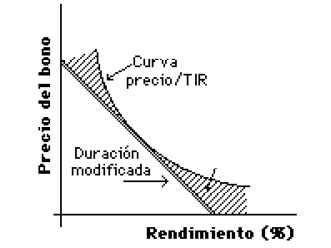 Precio del bono
Curva
precio/TIR
Duración
modificada
Rendimiento (%)